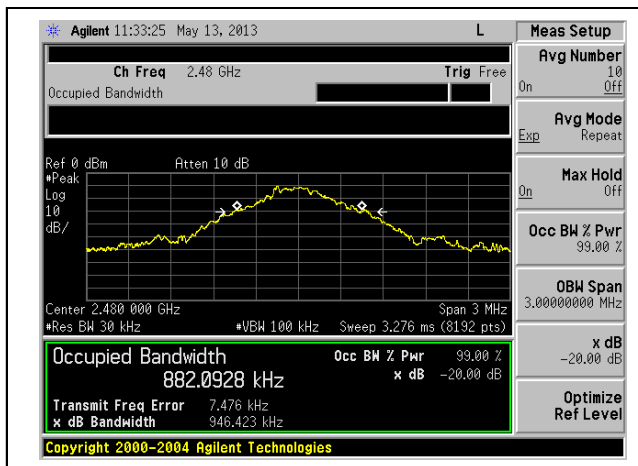 Agilent 11:33:25 May 13, 2013 L
Meas Setup
Ch Freq 2.48 GHz Trig Free
Occupied Bandwidth
Ref 0 dBm Atten 10 dB
#Peak
Log
10
dB/
Center 2.480 000 GHz Span 3 MHz
#Res BW 30 kHz #VBW 100 kHz Sweep 3.276 ms (8192 pts)
Occupied Bandwidth
882.0928 kHz
Occ BW % Pwr 99.00 %
x dB -20.00 dB
Transmit Freq Error 7.476 kHz
x dB Bandwidth 946.423 kHz
Copyright 2000-2004 Agilent Technologies
Avg Number
10
On Off
Avg Mode
Exp Repeat
Max Hold
On Off
Occ BW % Pwr
99.00 %
OBW Span
3.00000000 MHz
x dB
-20.00 dB
Optimize
Ref Level